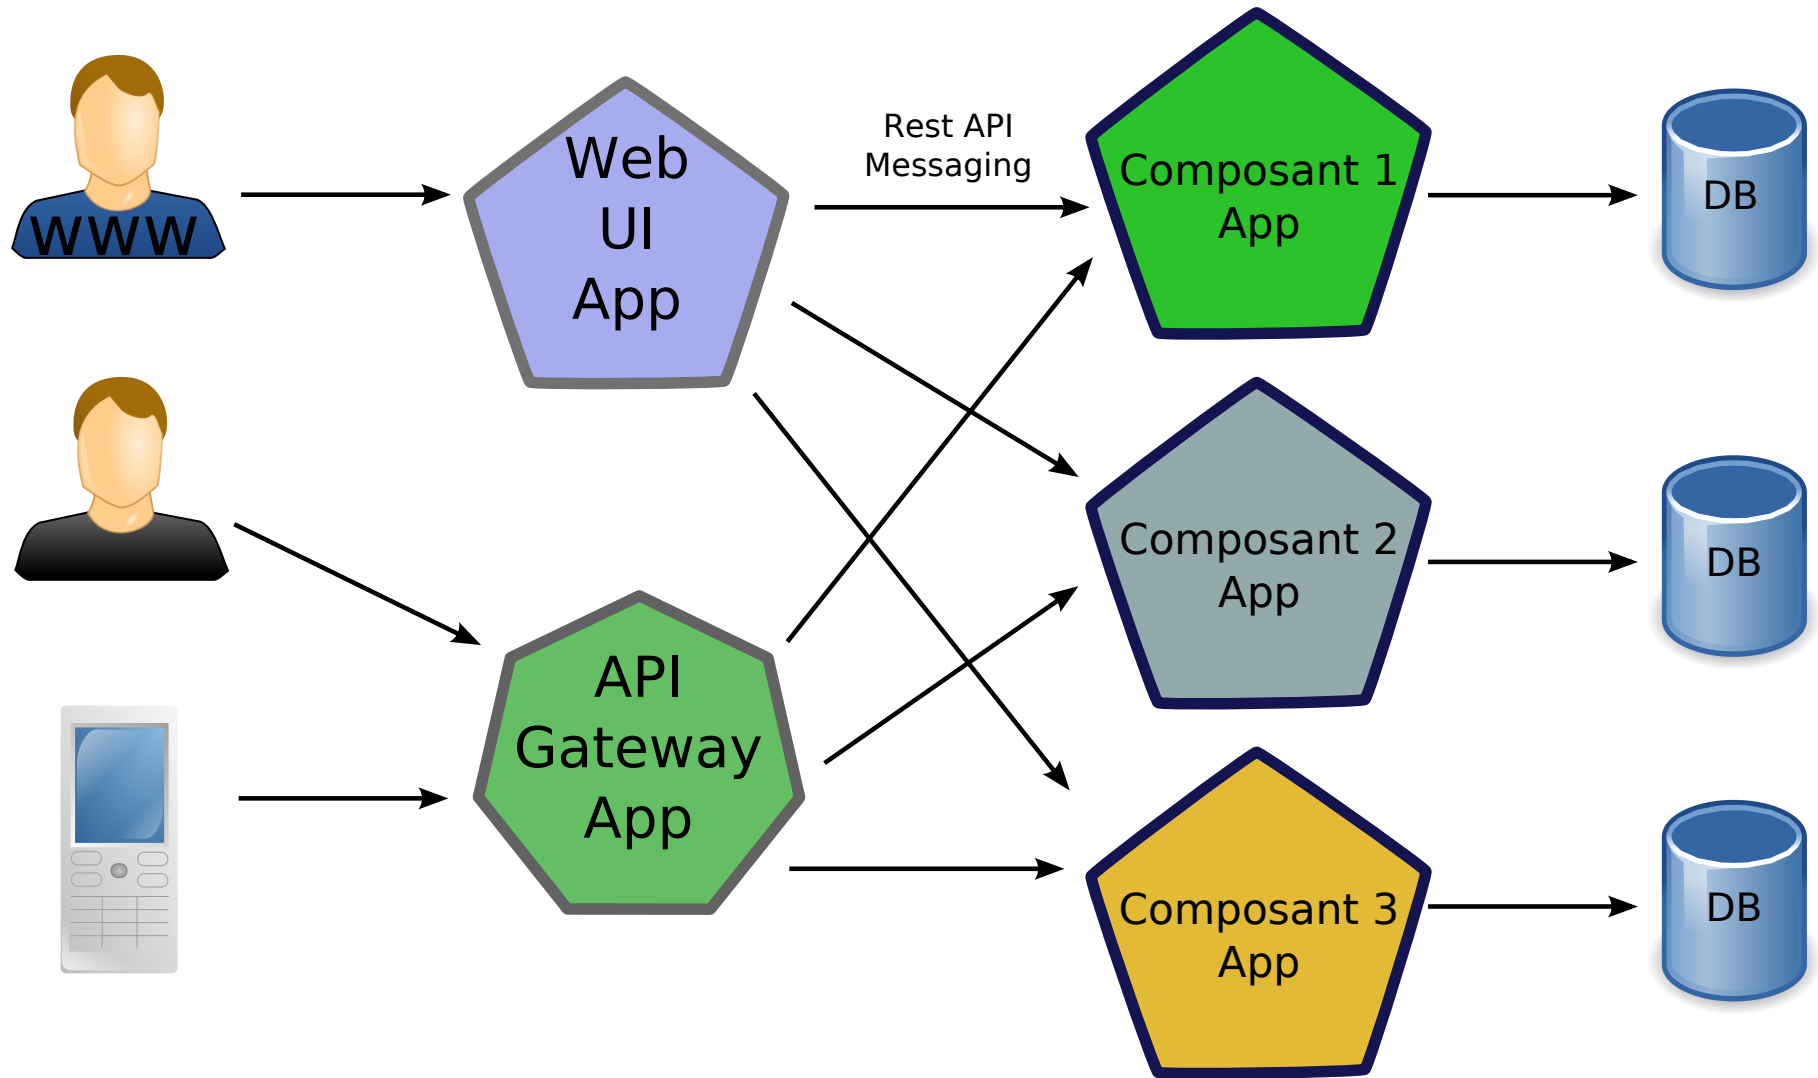 WWW
Web
UI
App
Rest API
Messaging
Composant 1
App
DB
Composant 2
App
DB
API
Gateway
App
Composant 3
App
DB